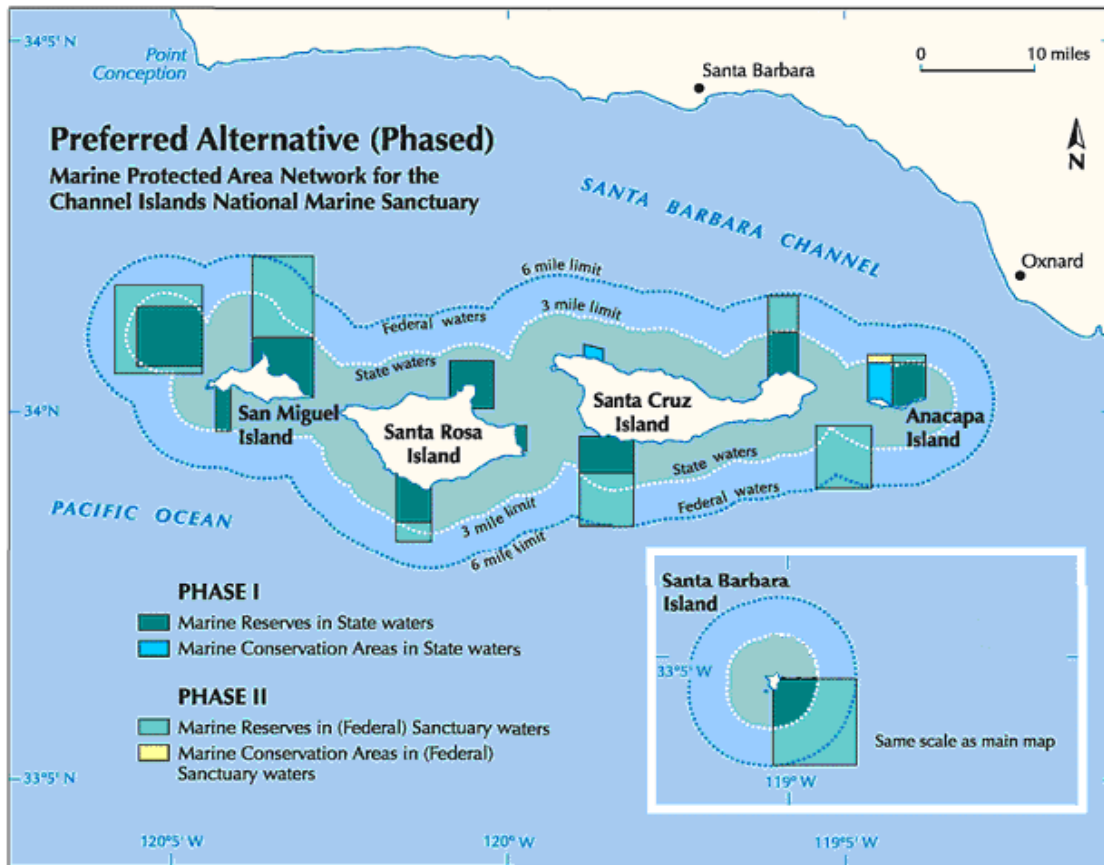 34°5' N
Point
Conception
Santa Barbara
0 10 miles
N
Preferred Alternative (Phased)
Marine Protected Area Network for the
Channel Islands National Marine Sanctuary
SANTA BARBARA CHANNEL
Oxnard
6 mile limit
3 mile limit
Federal waters
State waters
34°N
San Miguel
Island
Santa Rosa
Island
Santa Cruz
Island
Anacapa
Island
State waters
Federal waters
3 mile limit
6 mile limit
PACIFIC OCEAN
PHASE I
Marine Reserves in State waters
Marine Conservation Areas in State waters
PHASE II
Marine Reserves in (Federal) Sanctuary waters
Marine Conservation Areas in (Federal)
Sanctuary waters
Santa Barbara
Island
33°5' W
Same scale as main map
119° W
33°5' N
120°5' W
120°
119°5' W